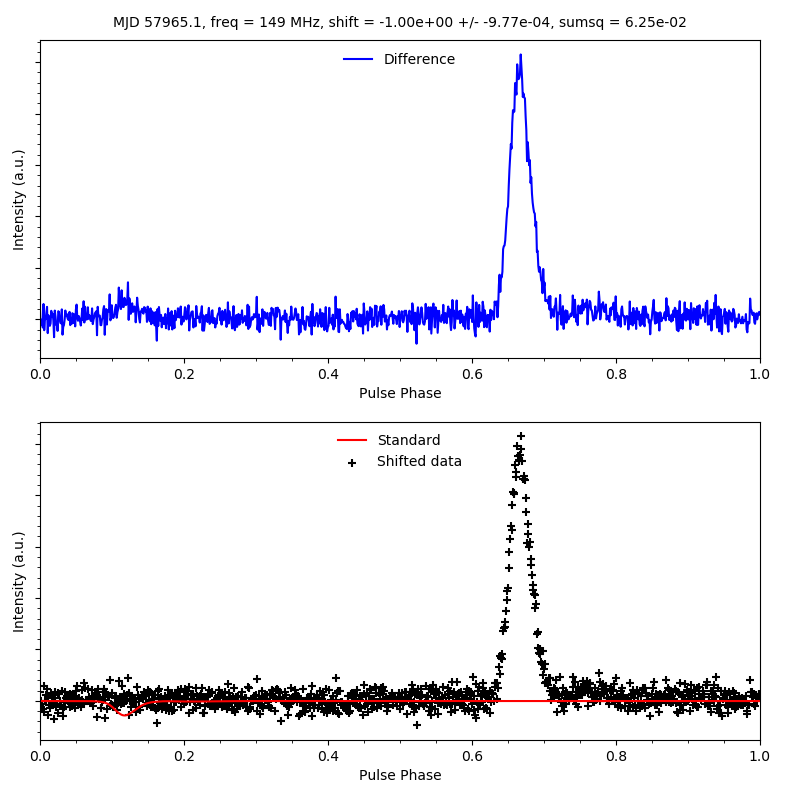 MJD 57965.1, freq = 149 MHz, shift = -1.00e+00 +/- -9.77e-04, sumsq = 6.25e-02
Difference
Intensity (a.u.)
0.0 0.2 0.4 0.6 0.8 1.0
Pulse Phase
Standard
Shifted data
Intensity (a.u.)
0.0 0.2 0.4 0.6 0.8 1.0
Pulse Phase